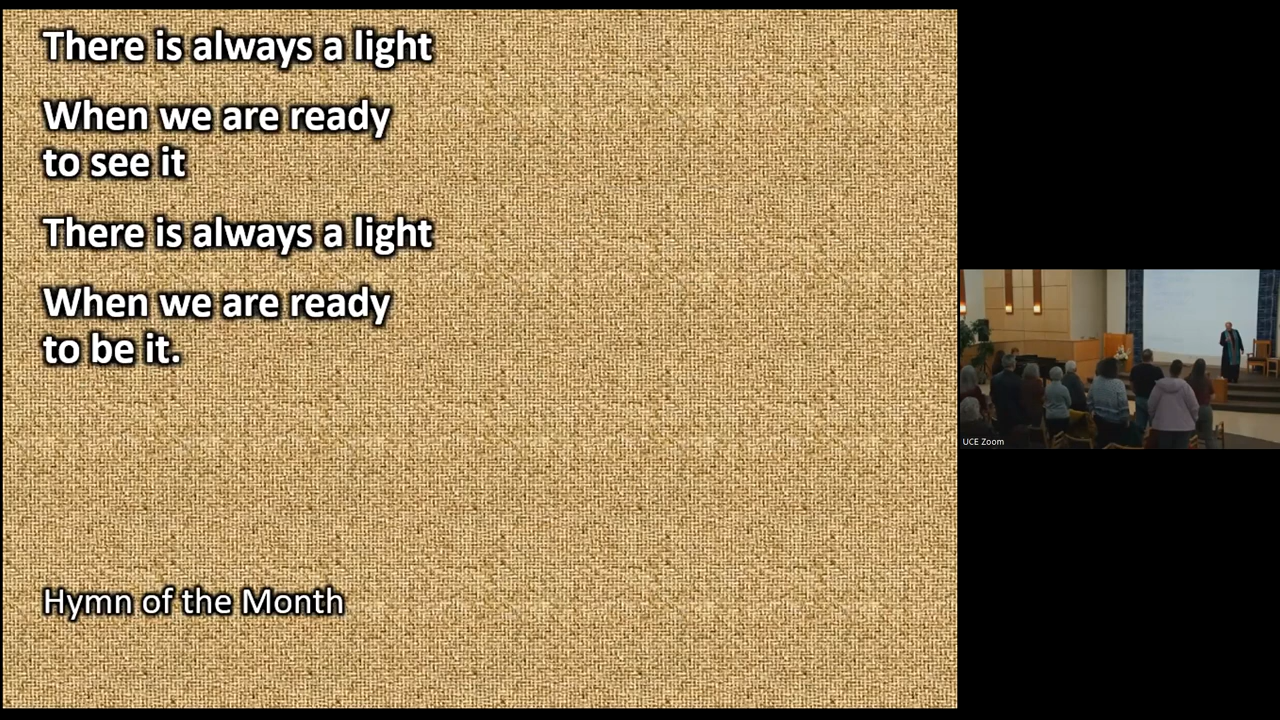 There is always a light
When we are ready
to see it
There is always a light
When we are ready
to be it.
Hymn of the Month
UCE Zoom